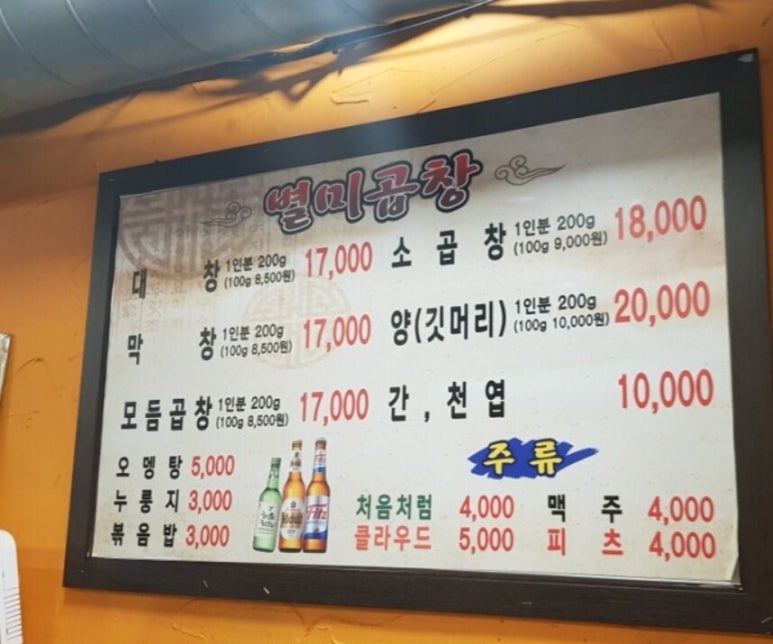 별미곱창
대 창 1인분 200g (100g 8,500원) 17,000
소 곱 창 1인분 200g (100g 9,000원) 18,000
막 창 1인분 200g (100g 8,500원) 17,000
양(깃머리) 1인분 200g (100g 10,000원) 20,000
모듬곱창 1인분 200g (100g 8,500원) 17,000
간 , 천엽 10,000
오뎅탕 5,000
누룽지 3,000
볶음밥 3,000
주류
처음처럼 4,000 맥 주 4,000
클라우드 5,000 피 츠 4,000
Fitz